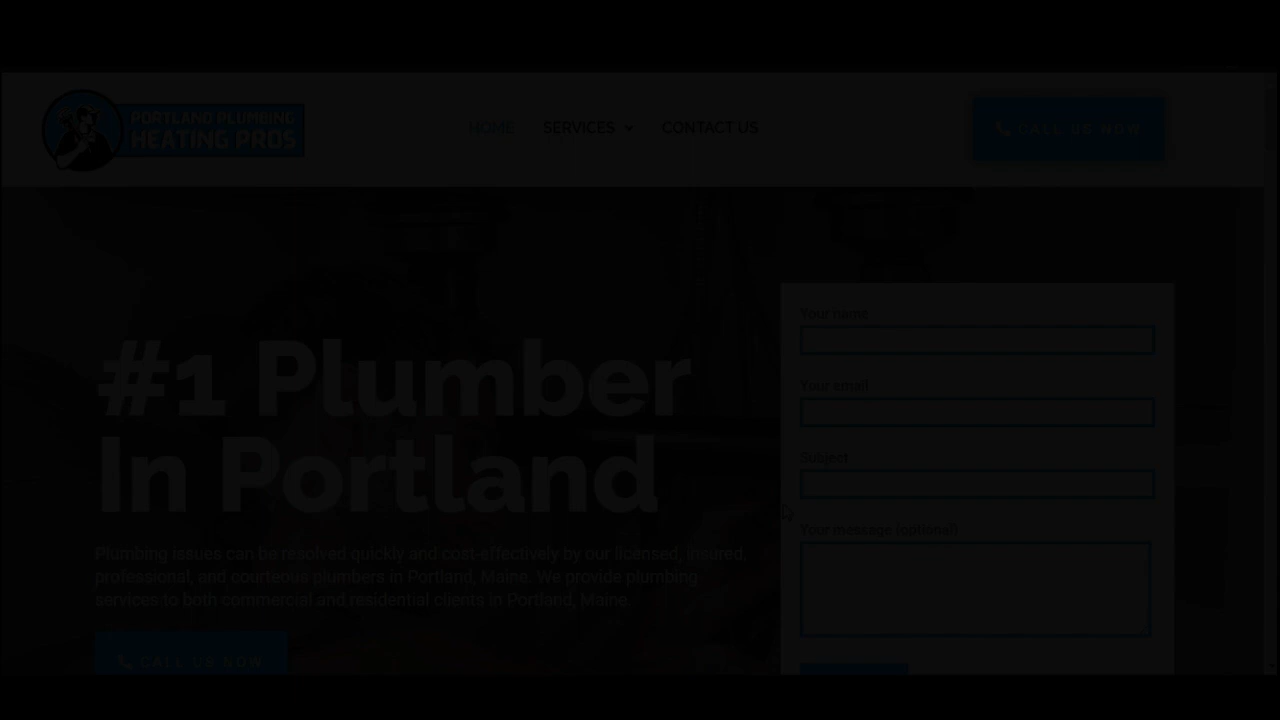 PORTLAND PLUMBING
HEATING PROS
HOME
SERVICES
CONTACT US
CALL US NOW
#1 Plumber
In Portland
Plumbing issues can be resolved quickly and cost-effectively by our licensed, insured,
professional, and courteous plumbers in Portland, Maine. We provide plumbing
services to both commercial and residential clients in Portland, Maine.
CALL US NOW
Your name
Your email
Subject
Your message (optional)